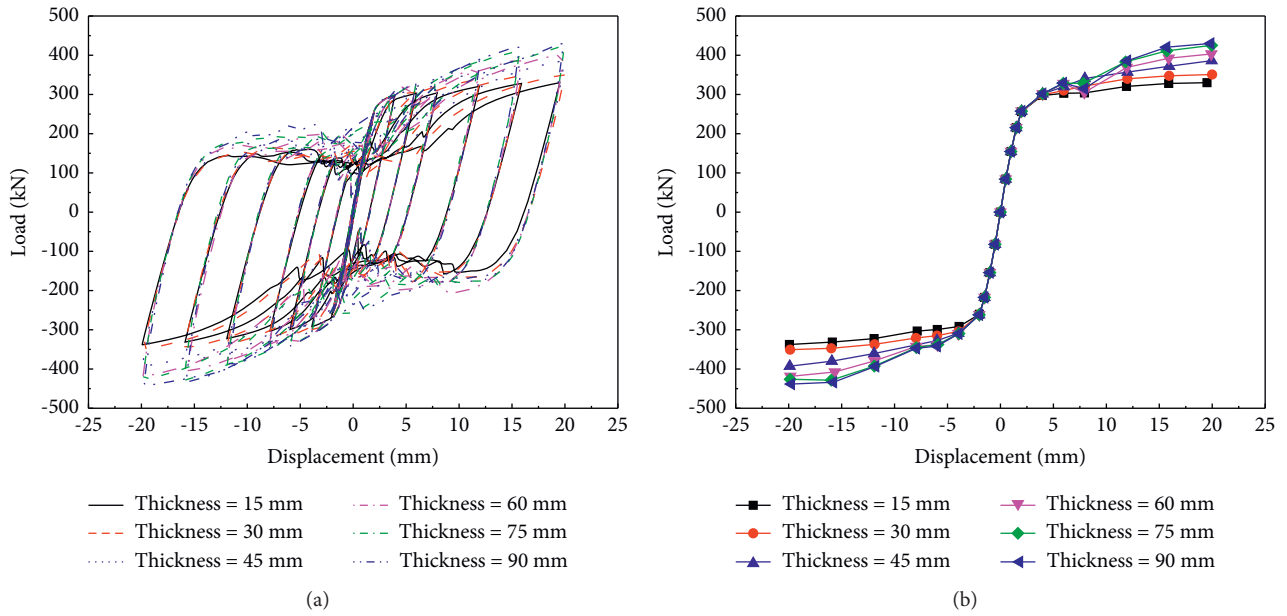 500
400
300
200
100
0
-100
-200
-300
-400
-500
Load (kN)
-25 -20 -15 -10 -5 0 5 10 15 20 25
Displacement (mm)
Thickness = 15 mm
Thickness = 30 mm
Thickness = 45 mm
Thickness = 60 mm
Thickness = 75 mm
Thickness = 90 mm
(a)
500
400
300
200
100
0
-100
-200
-300
-400
-500
Load (kN)
-25 -20 -15 -10 -5 0 5 10 15 20 25
Displacement (mm)
Thickness = 15 mm
Thickness = 30 mm
Thickness = 45 mm
Thickness = 60 mm
Thickness = 75 mm
Thickness = 90 mm
(b)